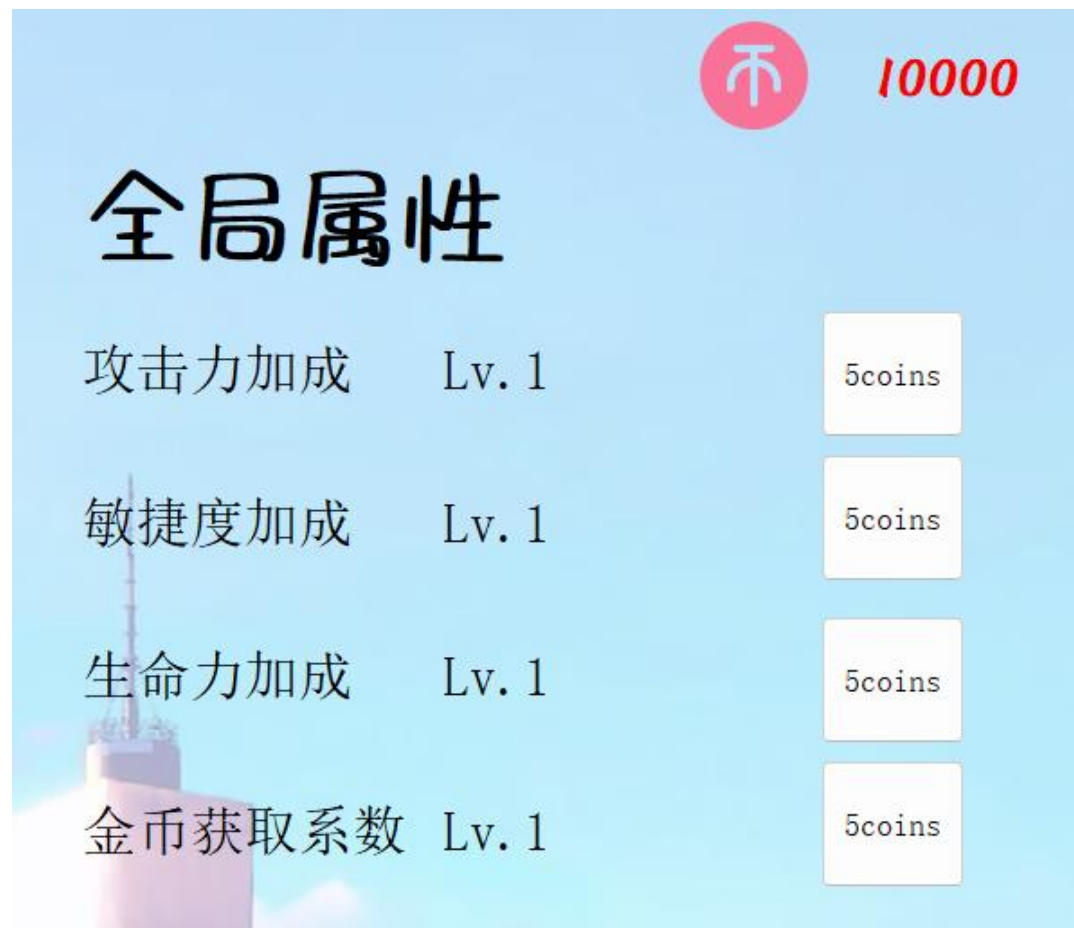 10000
全局属性
攻击力加成 Lv.1 5coins
敏捷度加成 Lv.1 5coins
生命力加成 Lv.1 5coins
金币获取系数 Lv.1 5coins